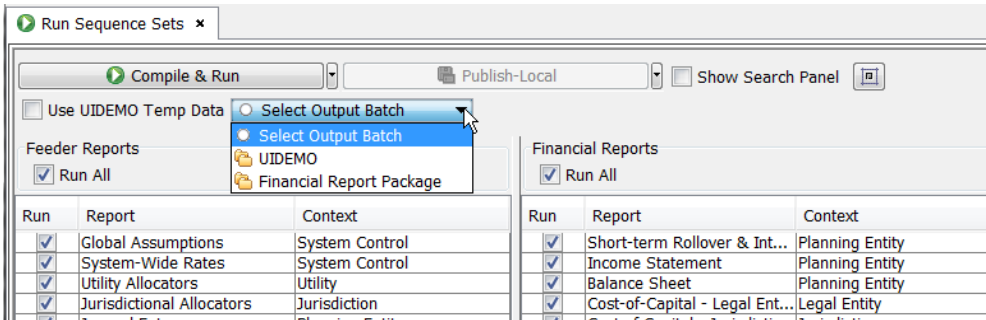 Run Sequence Sets
Compile & Run
Publish-Local
Show Search Panel
Use UIDEMO Temp Data
Select Output Batch
Select Output Batch
UIDEMO
Financial Report Package
Feeder Reports
Run All
Run Report Context
Global Assumptions System Control
System-Wide Rates System Control
Utility Allocators Utility
Jurisdictional Allocators Jurisdiction
Financial Reports
Run All
Run Report Context
Short-term Rollover & Int... Planning Entity
Income Statement Planning Entity
Balance Sheet Planning Entity
Cost-of-Capital - Legal Ent... Legal Entity